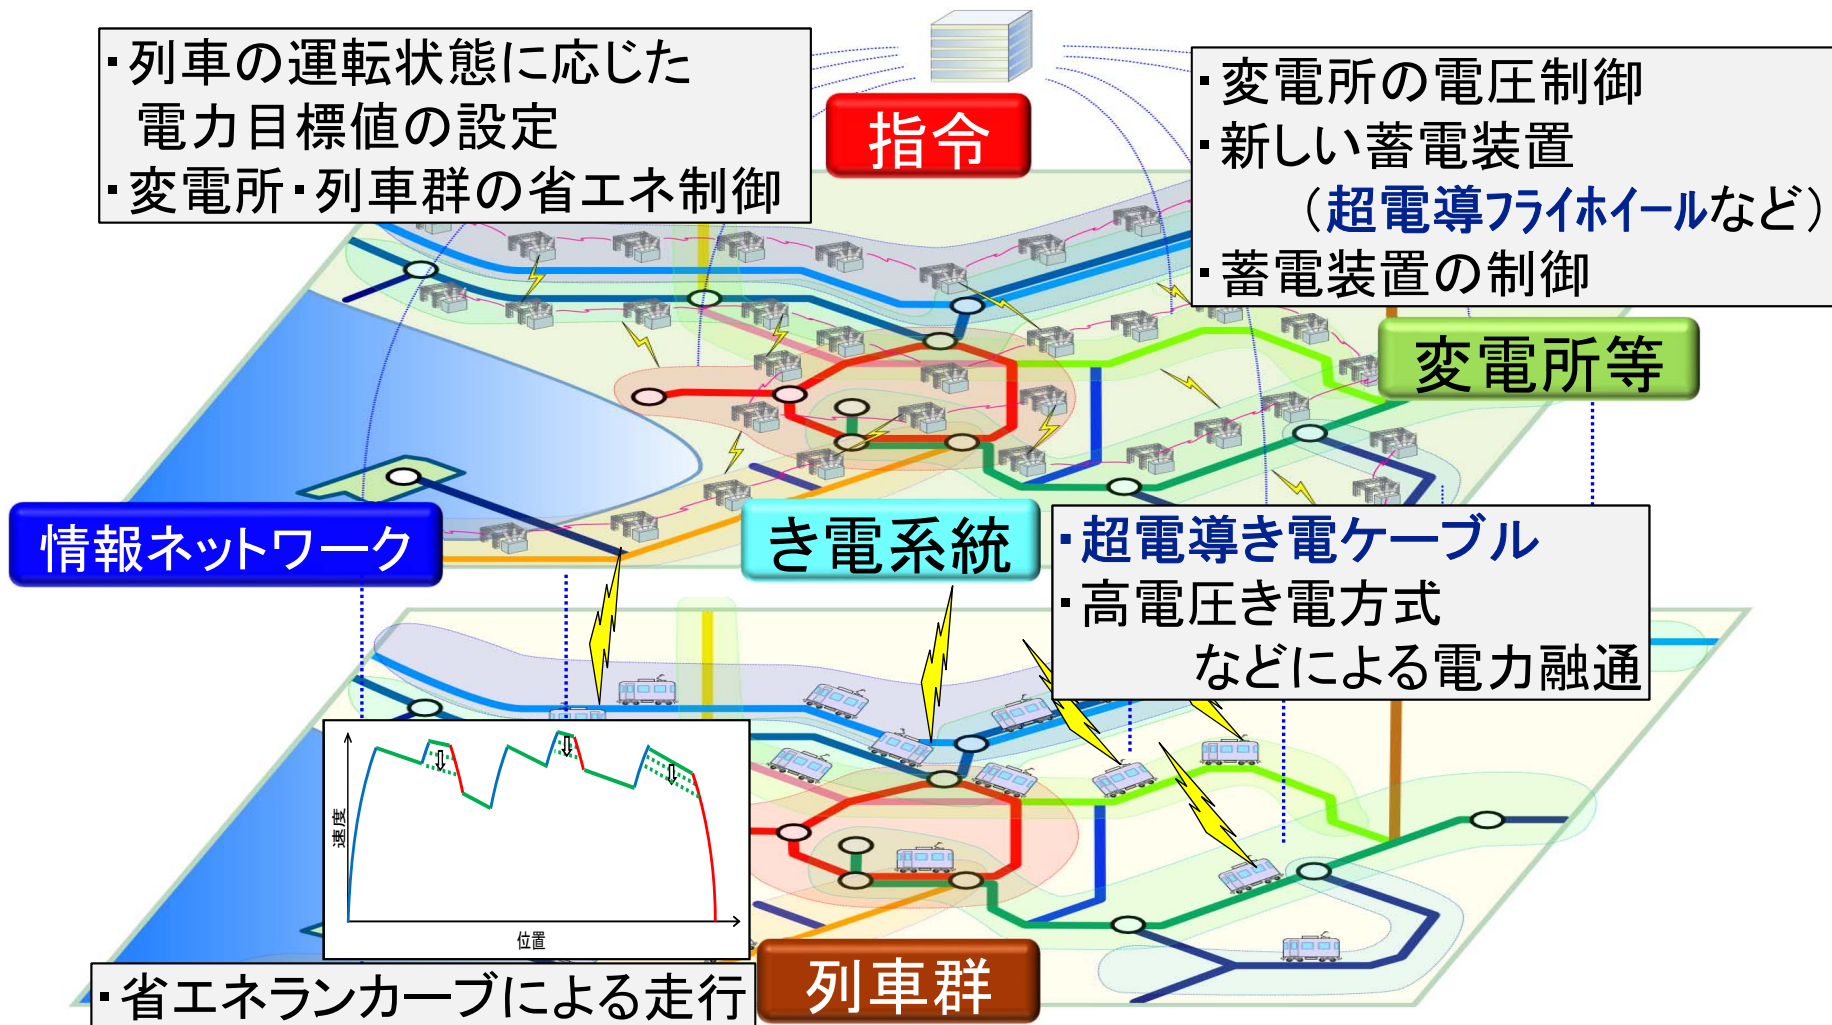 ・列車の運転状態に応じた
電力目標値の設定
・変電所・列車群の省エネ制御
指令
・変電所の電圧制御
・新しい蓄電装置
（超電導フライホイールなど）
・蓄電装置の制御
変電所等
情報ネットワーク
き電系統
・超電導き電ケーブル
・高電圧き電方式
などによる電力融通
速度
位置
・省エネランカーブによる走行
列車群